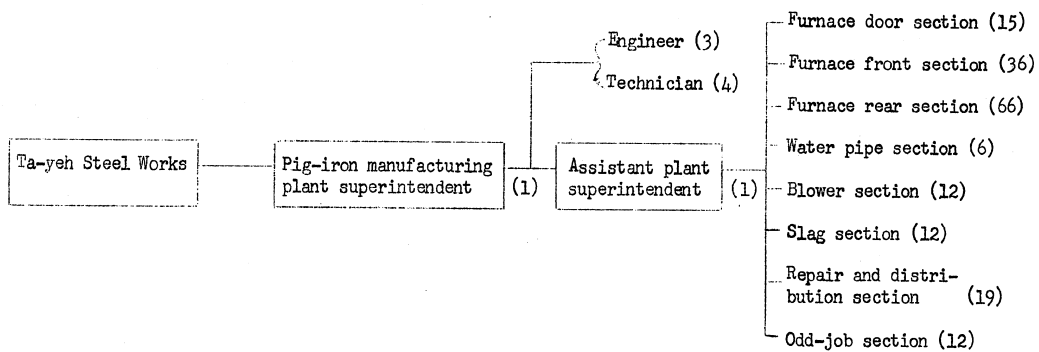 Ta-yeh Steel Works
Pig-iron manufacturing
plant superintendent (1)
Engineer (3)
Technician (4)
Assistant plant
superintendent (1)
Furnace door section (15)
Furnace front section (36)
Furnace rear section (66)
Water pipe section (6)
Blower section (12)
Slag section (12)
Repair and distri-
bution section (19)
Odd-job section (12)